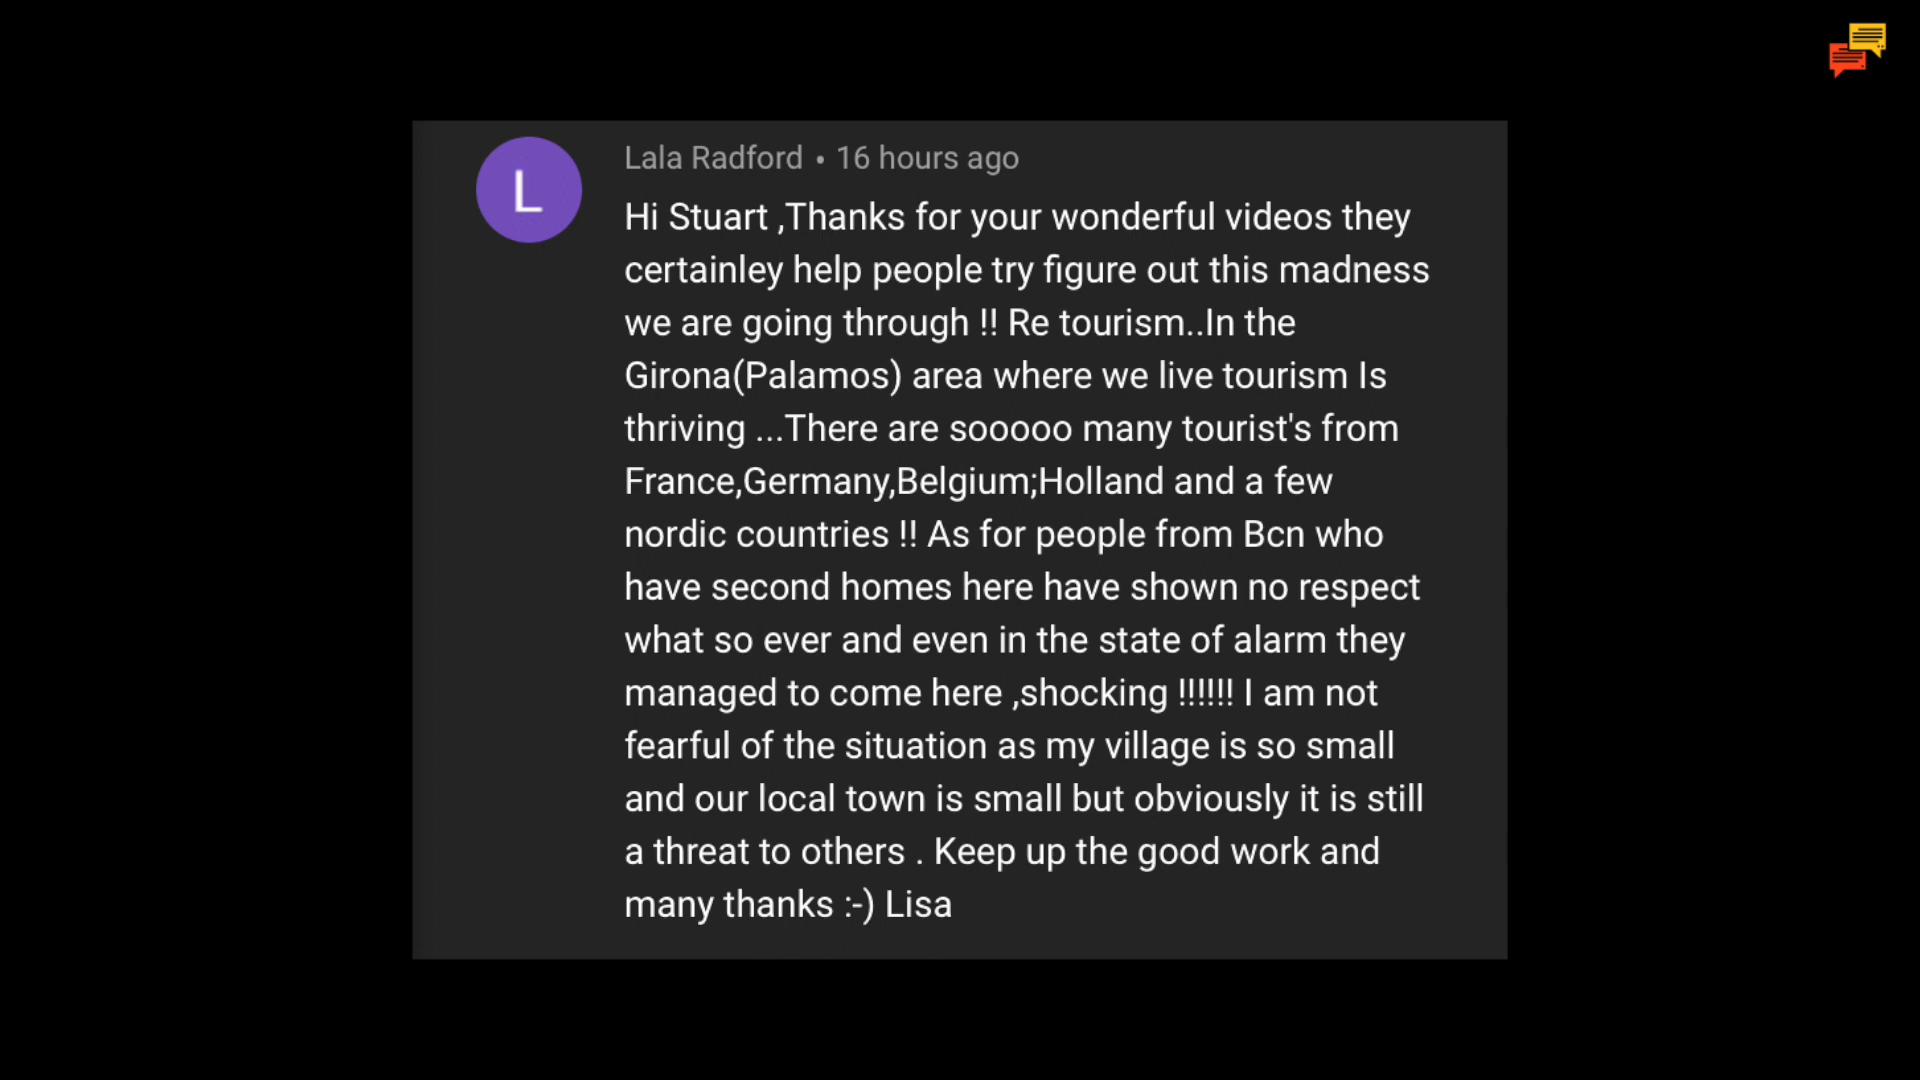 L
Lala Radford • 16 hours ago
Hi Stuart ,Thanks for your wonderful videos they
certainley help people try figure out this madness
we are going through !! Re tourism..In the
Girona(Palamos) area where we live tourism Is
thriving ...There are sooooo many tourist's from
France,Germany,Belgium;Holland and a few
nordic countries !! As for people from Bcn who
have second homes here have shown no respect
what so ever and even in the state of alarm they
managed to come here ,shocking !!!!!! I am not
fearful of the situation as my village is so small
and our local town is small but obviously it is still
a threat to others . Keep up the good work and
many thanks :-) Lisa